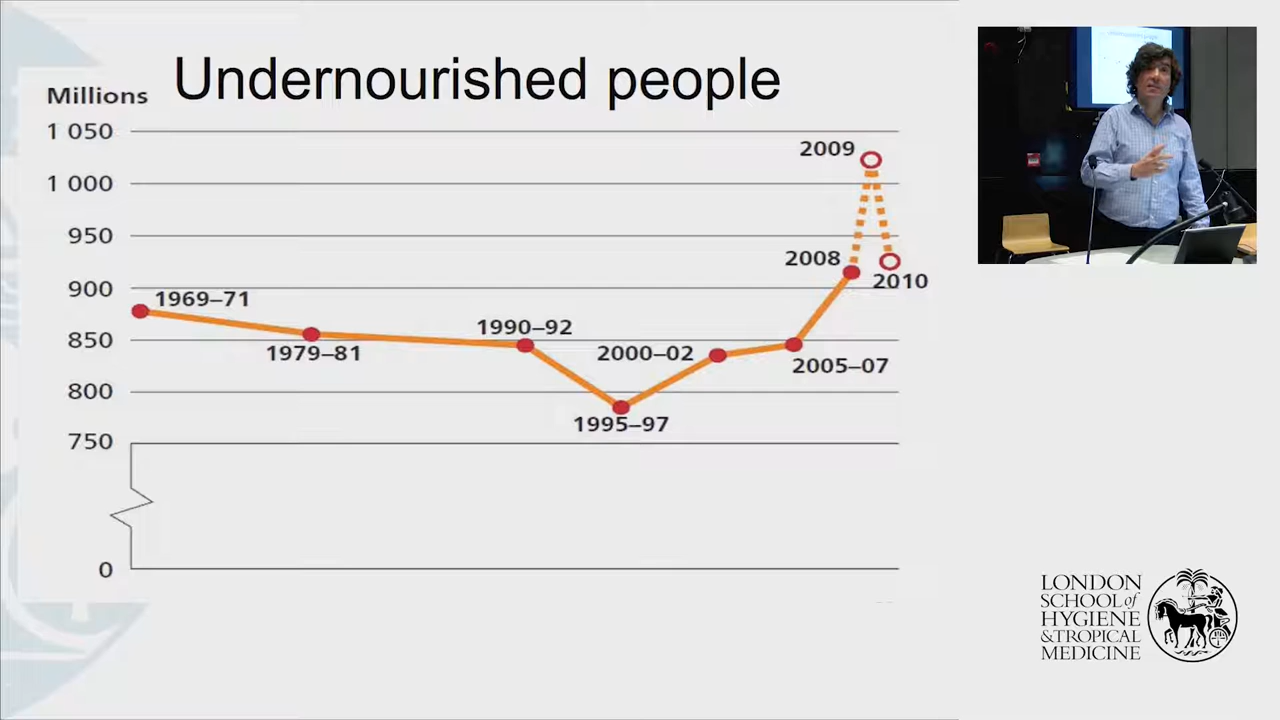 Undernourished people
Millions
1 050
1 000
950
900
850
800
750
0
1969–71
1979–81
1990–92
1995–97
2000–02
2005–07
2008
2009
2010
LONDON
SCHOOL of
HYGIENE
& TROPICAL
MEDICINE